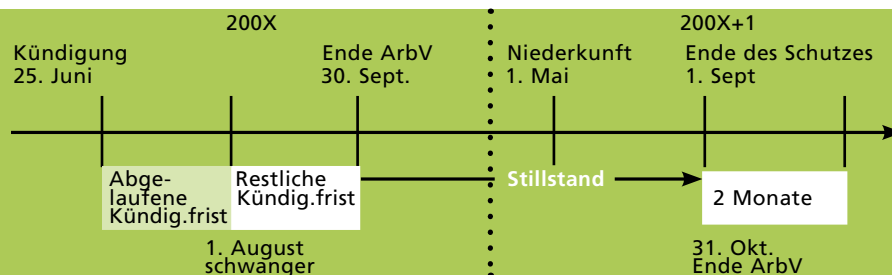 200X
200X+1
Kündigung
25. Juni
Ende ArbV
30. Sept.
Niederkunft
1. Mai
Ende des Schutzes
1. Sept
Abge-
laufene
Kündig.frist
Restliche
Kündig.frist
Stillstand
2 Monate
1. August
schwanger
31. Okt.
Ende ArbV